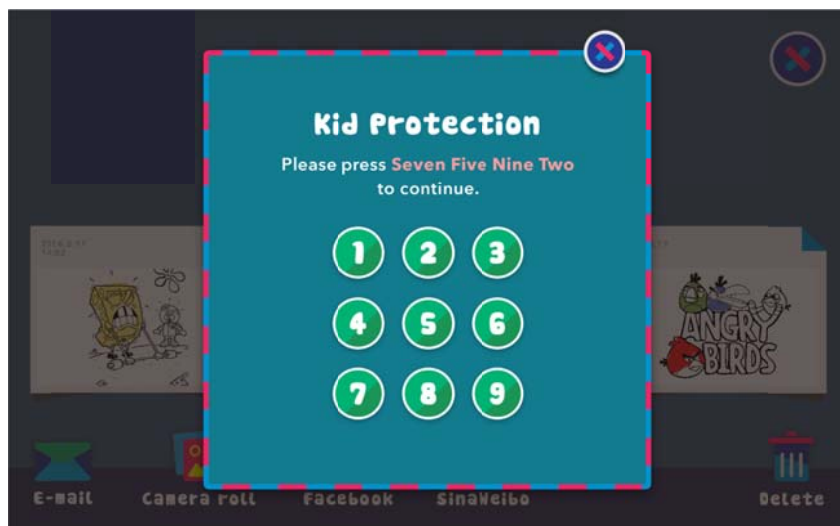 Kid Protection
Please press Seven Five Nine Two
to continue.
1 2 3
4 5 6
7 8 9
ANGRY
BIRDS
E-mail
Camera roll
Facebook
SinaWeibo
Delete